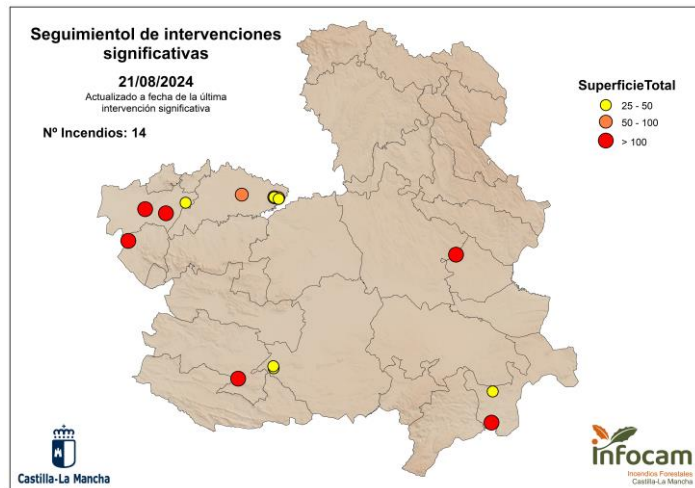 Seguimientol de intervenciones
significativas
21/08/2024
Actualizado a fecha de la última
intervención significativa
Nº Incendios: 14
SuperficieTotal
25 - 50
50 - 100
> 100
Castilla-La Mancha
infocam
Incendios Forestales
Castilla-La Mancha